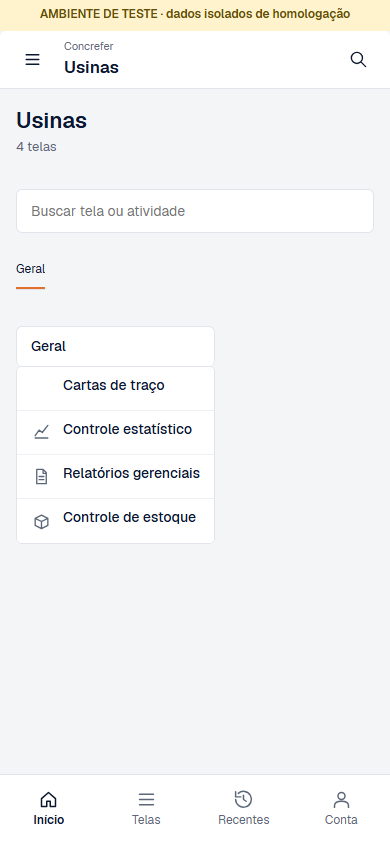 AMBIENTE DE TESTE · dados isolados de homologação
Concrefer
Usinas
Usinas
4 telas
Buscar tela ou atividade
Geral
Geral
Cartas de traço
Controle estatístico
Relatórios gerenciais
Controle de estoque
Início
Telas
Recentes
Conta